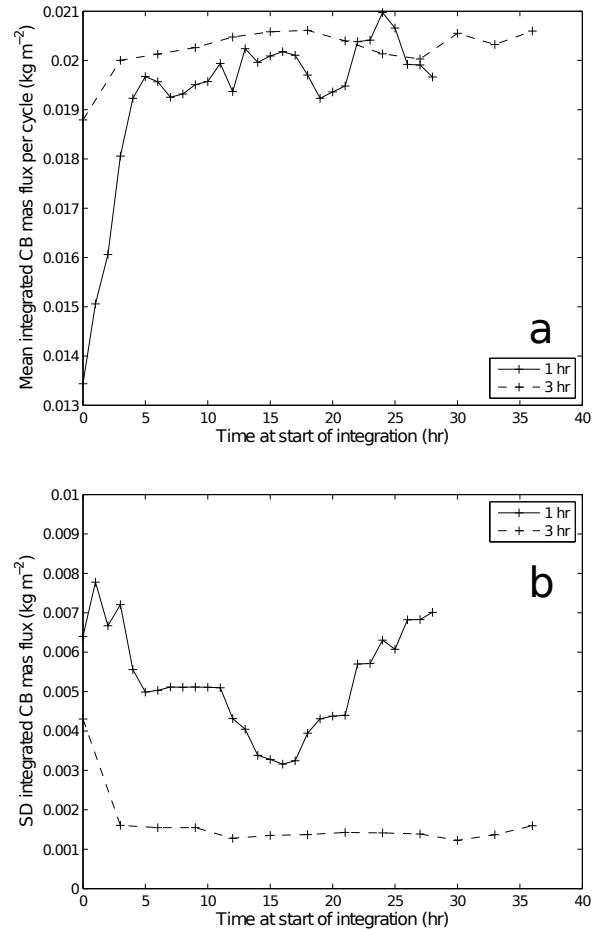 0.021
0.02
0.019
0.018
0.017
0.016
0.015
0.014
0.013
Mean integrated CB mas flux per cycle (kg m−2)
a
1 hr
3 hr
0 5 10 15 20 25 30 35 40
Time at start of integration (hr)
0.01
0.009
0.008
0.007
0.006
0.005
0.004
0.003
0.002
0.001
0
SD integrated CB mas flux (kg m−2)
1 hr
3 hr
b
0 5 10 15 20 25 30 35 40
Time at start of integration (hr)